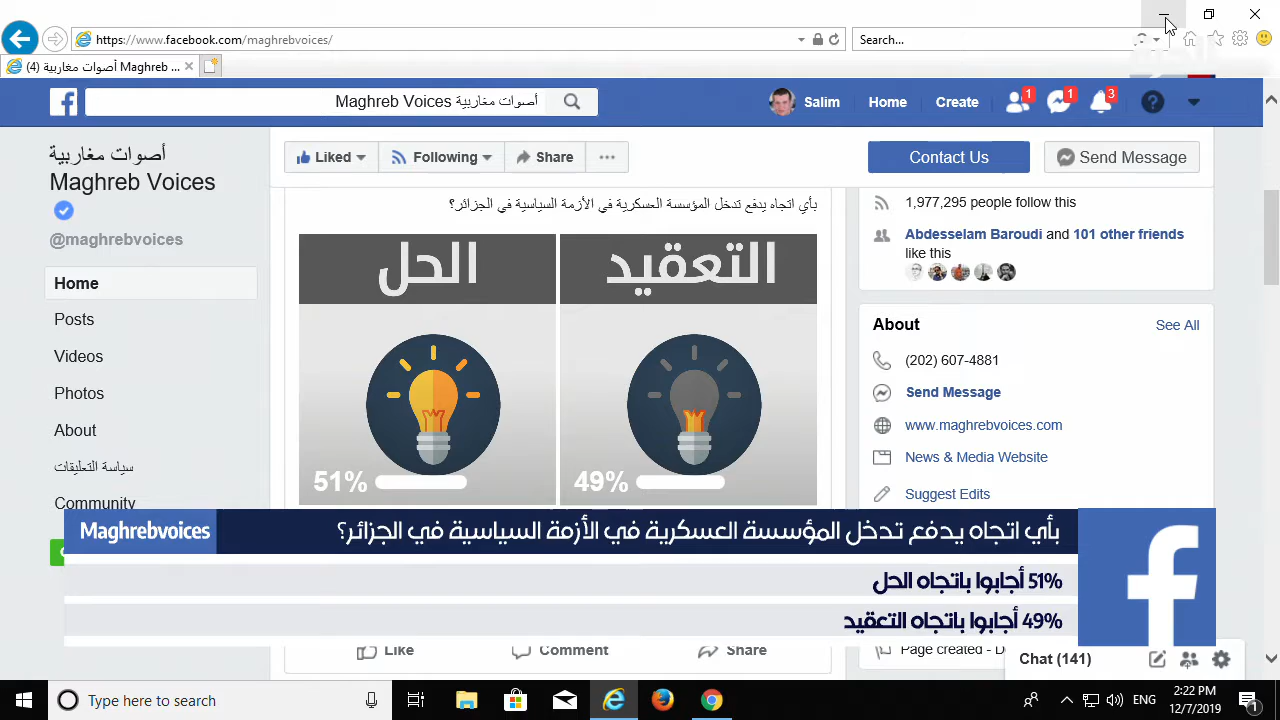 https://www.facebook.com/maghrebvoices/
Search...
(4) أصوات مغاربية Maghreb ...
أصوات مغاربية Maghreb Voices
Salim
Home
Create
1
1
3
أصوات مغاربية
Maghreb Voices
@maghrebvoices
Home
Posts
Videos
Photos
About
سياسة التعليقات
Community
Liked
Following
Share
Contact Us
Send Message
بأي اتجاه يدفع تدخل المؤسسة العسكرية في الأزمة السياسية في الجزائر؟
الحل
التعقيد
51%
49%
1,977,295 people follow this
Abdesselam Baroudi and 101 other friends
like this
About
See All
(202) 607-4881
Send Message
www.maghrebvoices.com
News & Media Website
Suggest Edits
Maghrebvoices
بأي اتجاه يدفع تدخل المؤسسة العسكرية في الأزمة السياسية في الجزائر؟
51% أجابوا باتجاه الحل
49% أجابوا باتجاه التعقيد
Like
Comment
Share
Page created - D
Chat (141)
Type here to search
ENG
2:22 PM
12/7/2019
1